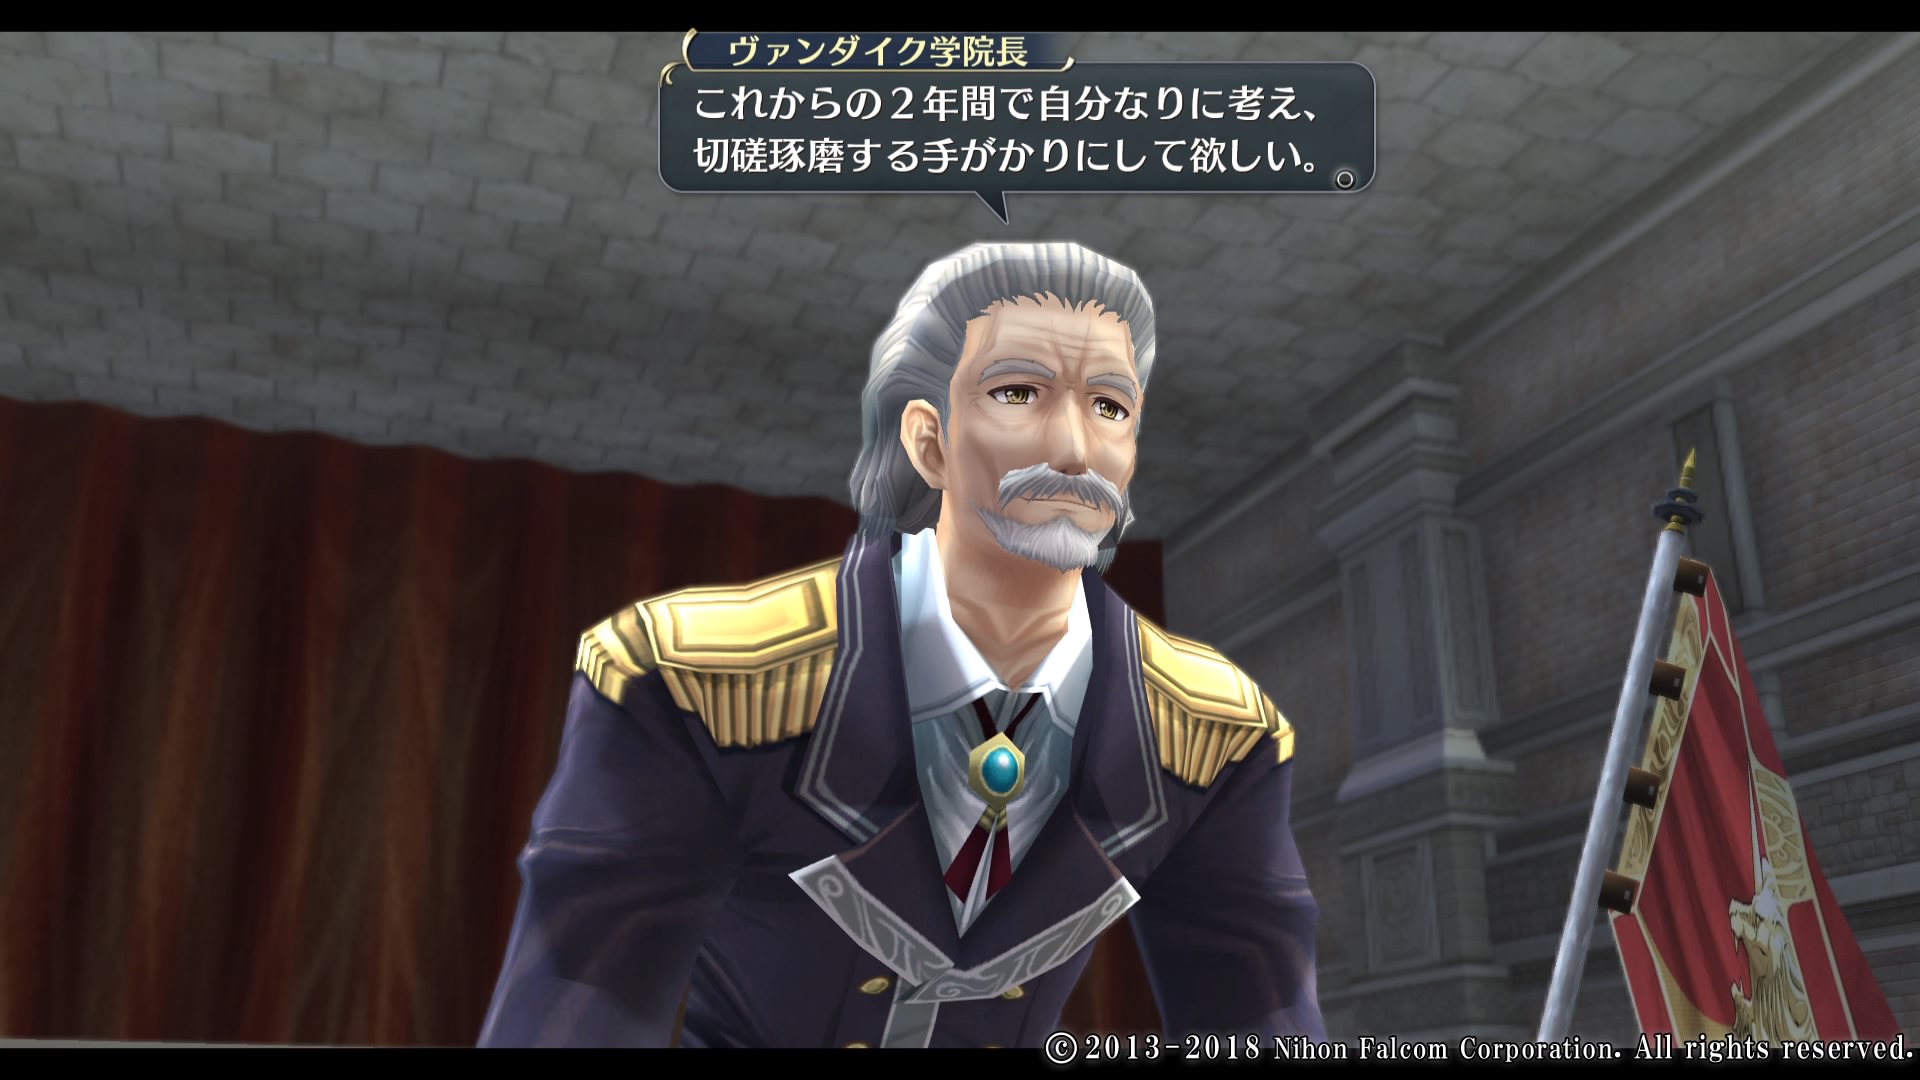 ヴァンダイク学院長
これからの２年間で自分なりに考え、
切磋琢磨する手がかりにして欲しい。
©2013-2018 Nihon Falcom Corporation. All rights reserved.